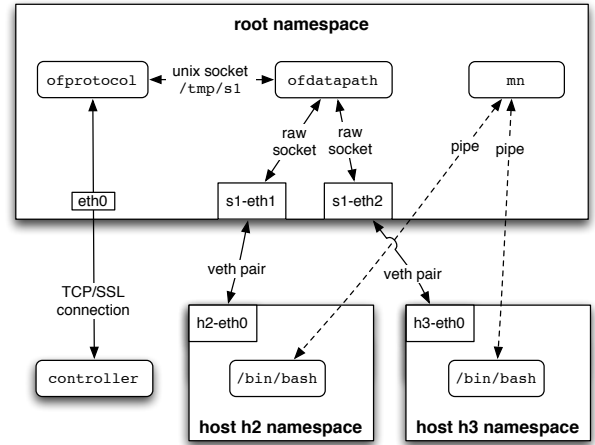 root namespace
ofprotocol
unix socket
/tmp/s1
ofdatapath
mn
raw
socket
raw
socket
pipe
pipe
eth0
s1-eth1
s1-eth2
veth pair
veth pair
TCP/SSL
connection
h2-eth0
h3-eth0
controller
/bin/bash
/bin/bash
host h2 namespace
host h3 namespace